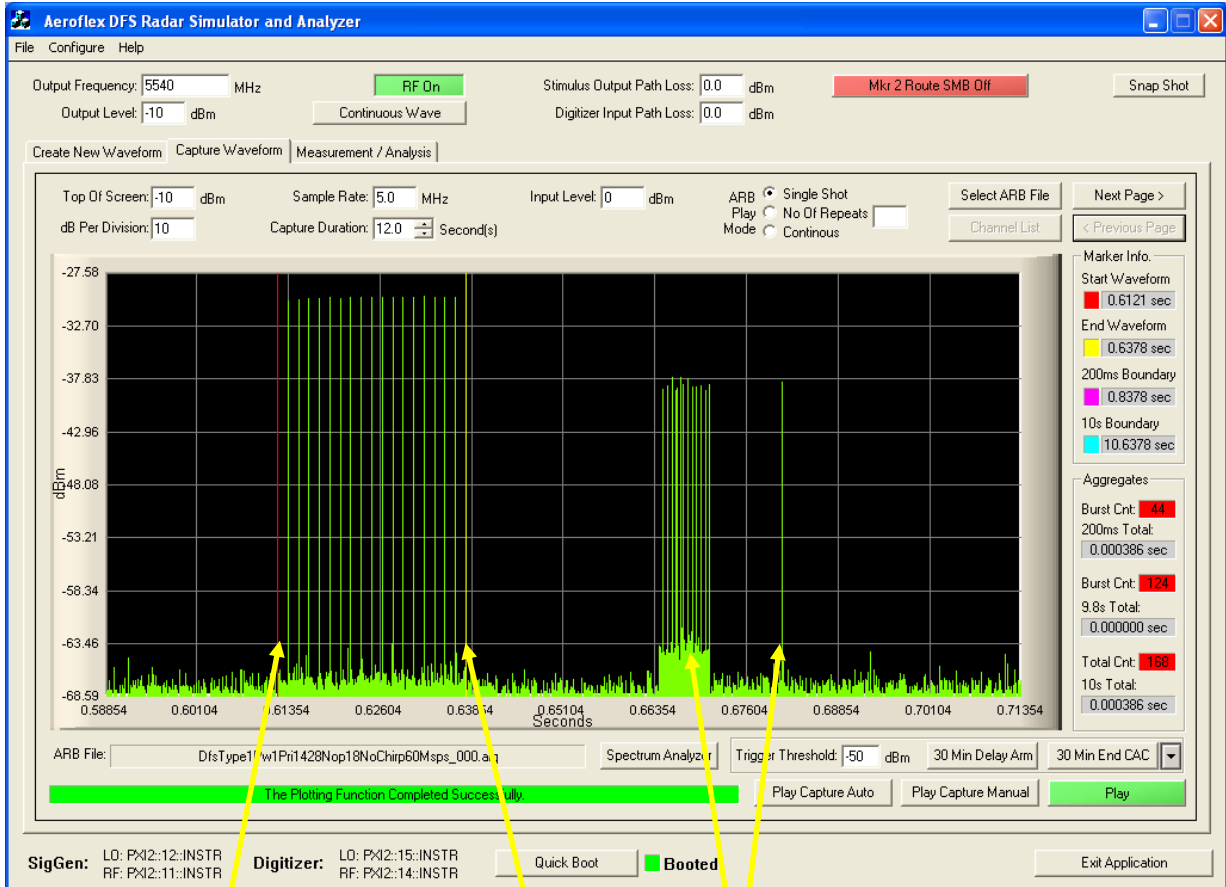 Aeroflex DFS Radar Simulator and Analyzer
File Configure Help
Output Frequency: 5540 MHz RF On Stimulus Output Path Loss: 0.0 dBm Mkr 2 Route SMB Off Snap Shot
Output Level: -10 dBm Continuous Wave Digitizer Input Path Loss: 0.0 dBm
Create New Waveform Capture Waveform Measurement / Analysis
Top Of Screen: -10 dBm Sample Rate: 5.0 MHz Input Level: 0 dBm ARB Play Mode Single Shot Select ARB File Next Page >
dB Per Division: 10 Capture Duration: 12.0 Second(s) No Of Repeats Channel List < Previous Page
Continous
Marker Info.
Start Waveform
0.6121 sec
End Waveform
0.6378 sec
200ms Boundary
0.8378 sec
10s Boundary
10.6378 sec
Aggregates
Burst Cnt: 44
200ms Total:
0.000386 sec
Burst Cnt: 124
9.8s Total:
0.000000 sec
Total Cnt: 168
10s Total:
0.000386 sec
-27.58
-32.70
-37.83
-42.96
dBm
-48.08
-53.21
-58.34
-63.46
-68.59
0.58854 0.60104 0.61354 0.62604 0.63854 0.65104 0.66354 0.67604 0.68854 0.70104 0.71354
Seconds
ARB File: DfsType1Pw1Pri1428Nop18NoChirp60Msps_000.aiq Spectrum Analyzer Trigger Threshold: -50 dBm 30 Min Delay Arm 30 Min End CAC
The Plotting Function Completed Successfully. Play Capture Auto Play Capture Manual Play
SigGen: LO: PXI2::12::INSTR Digitizer: LO: PXI2::15::INSTR Quick Boot Booted Exit Application
RF: PXI2::11::INSTR RF: PXI2::14::INSTR